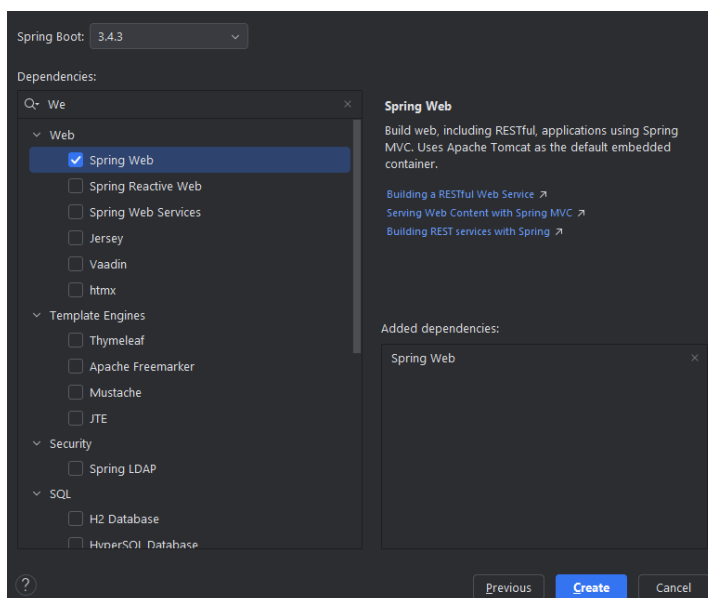 Spring Boot: 3.4.3
Dependencies:
We
Web
Spring Web
Spring Reactive Web
Spring Web Services
Jersey
Vaadin
htmx
Template Engines
Thymeleaf
Apache Freemarker
Mustache
JTE
Security
Spring LDAP
SQL
H2 Database
HyperSQL Database
Spring Web
Build web, including RESTful, applications using Spring
MVC. Uses Apache Tomcat as the default embedded
container.
Building a RESTful Web Service ↗
Serving Web Content with Spring MVC ↗
Building REST services with Spring ↗
Added dependencies:
Spring Web
?
Previous
Create
Cancel